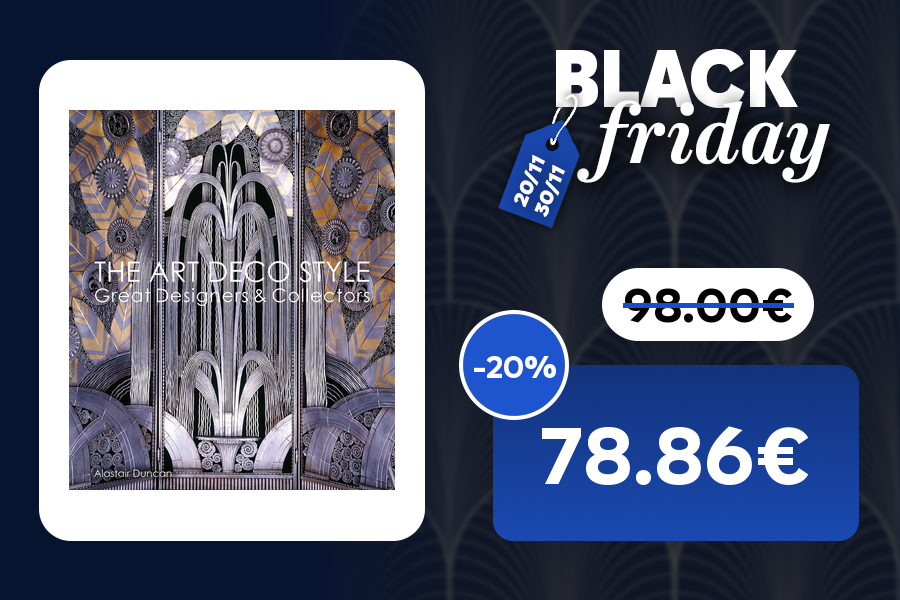 THE ART DECO STYLE
Great Designers & Collectors
Alastair Duncan
BLACK
friday
20/11
30/11
98.00€
-20%
78.86€